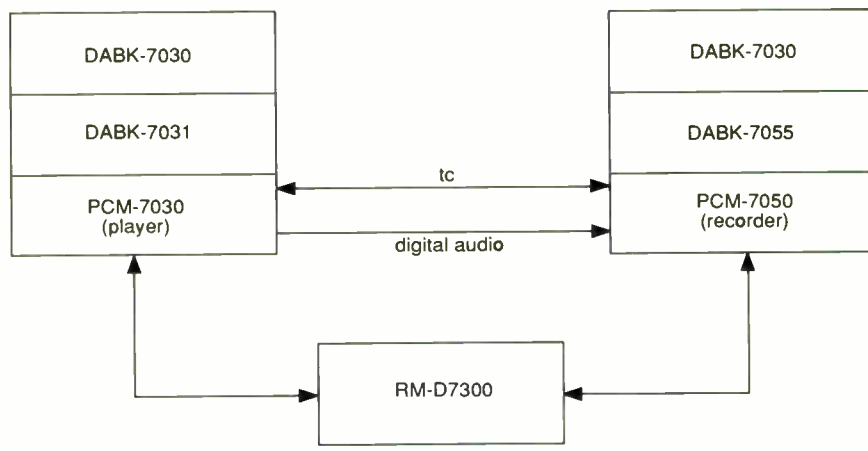 DABK-7030
DABK-7031
PCM-7030
(player)
tc
digital audio
DABK-7030
DABK-7055
PCM-7050
(recorder)
RM-D7300